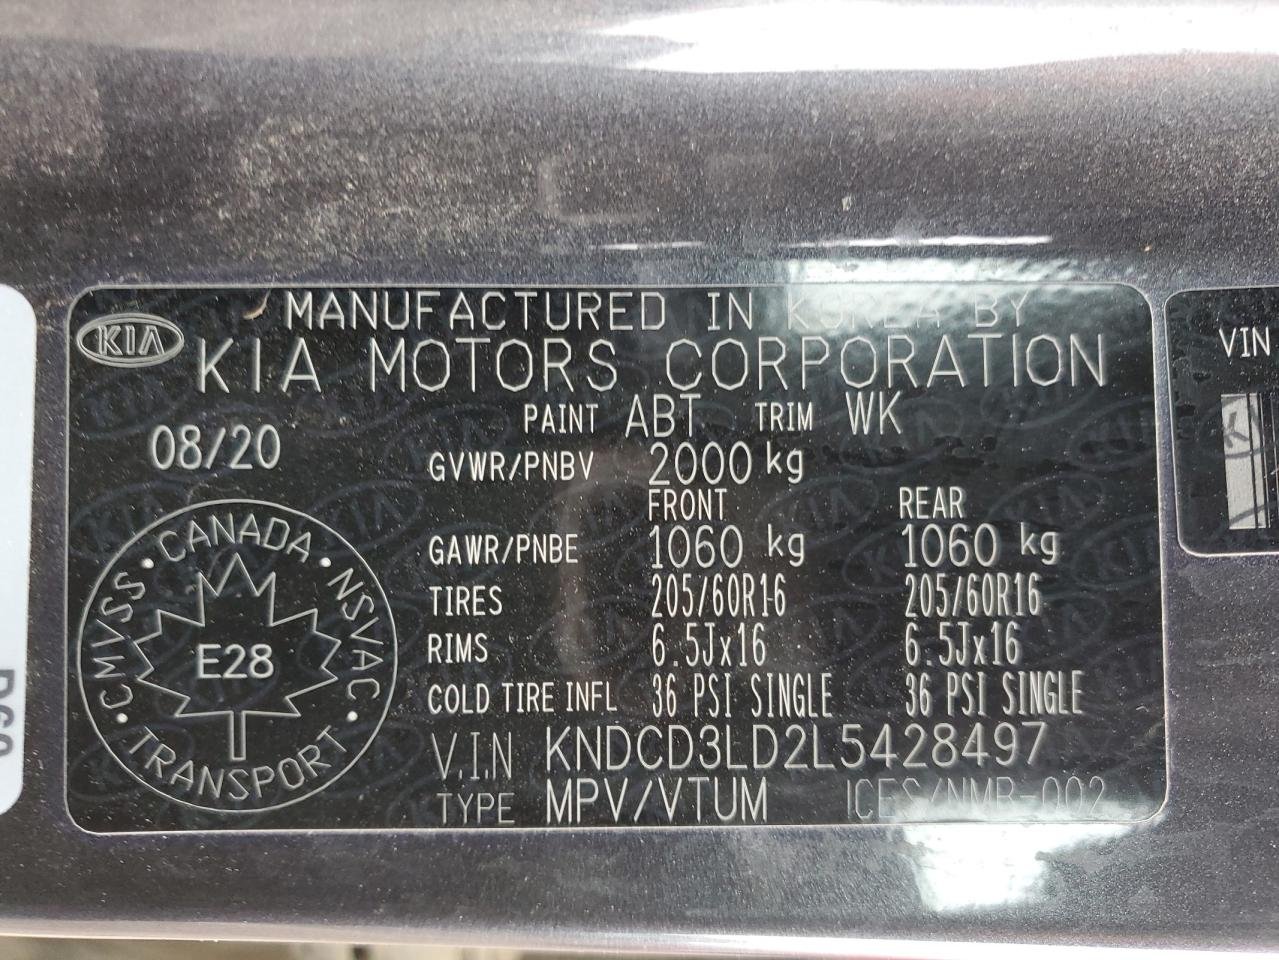 MANUFACTURED IN KOREA BY
KIA
KIA MOTORS CORPORATION
PAINT ABT TRIM WK
08/20
GVWR/PNBV 2000 kg
FRONT REAR
GAWR/PNBE 1060 kg 1060 kg
TIRES 205/60R16 205/60R16
RIMS 6.5Jx16 6.5Jx16
COLD TIRE INFL 36 PSI SINGLE 36 PSI SINGLE
V.I.N KNDCD3LD2L5428497
TYPE MPV/VTUM ICES/NMB-002
CANADA
CMVSS
NSVAC
E28
TRANSPORT
VIN